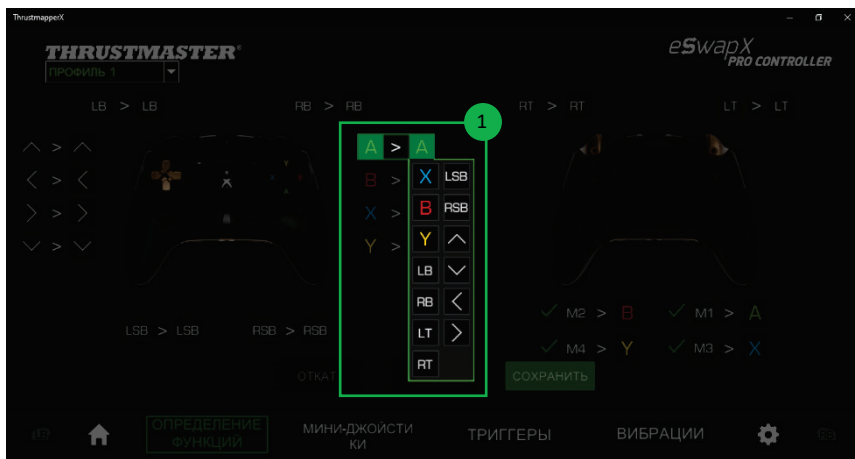 ThrustmapperX
THRUSTMASTER®
eSwapX
PRO CONTROLLER
ПРОФИЛЬ 1
LB > LB
RB > RB
RT > RT
LT > LT
1
A > A
B >
X >
Y >
X LSB
B RSB
Y
LB
RB
LT
RT
M2 > B
M1 > A
M4 > Y
M3 > X
LSB > LSB
RSB > RSB
ОТКАТ
СОХРАНИТЬ
ОПРЕДЕЛЕНИЕ
ФУНКЦИЙ
МИНИ-ДЖОЙСТИ
КИ
ТРИГГЕРЫ
ВИБРАЦИИ